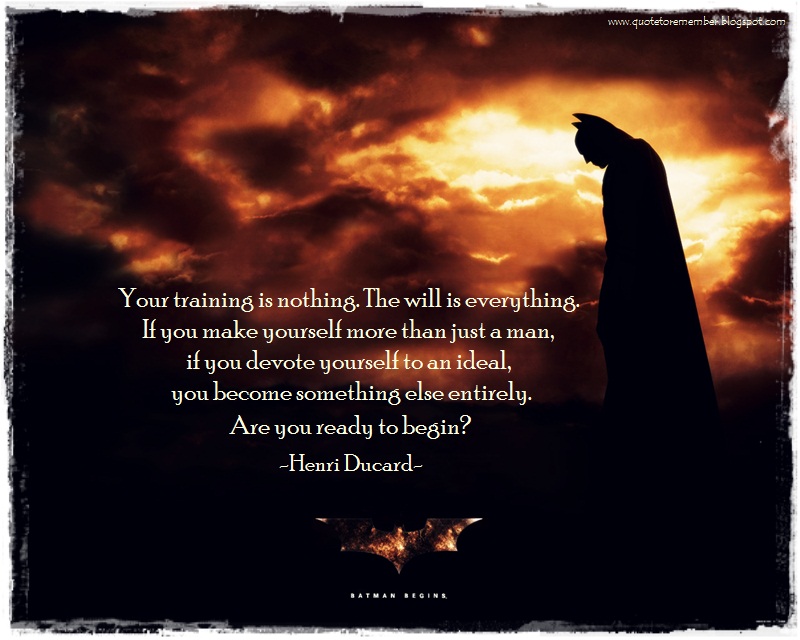 www.quotetoremember.blogspot.com
Your training is nothing. The will is everything.
If you make yourself more than just a man,
if you devote yourself to an ideal,
you become something else entirely.
Are you ready to begin?
~Henri Ducard~
BATMAN BEGINS